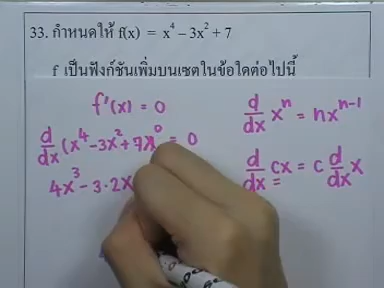 33. กำหนดให้ f(x) = x⁴ – 3x² + 7
f เป็นฟังก์ชันเพิ่มบนเซตในข้อใดต่อไปนี้
f'(x) = 0
d/dx xⁿ = nxⁿ⁻¹
d/dx (x⁴ – 3x² + 7x⁰ = 0
d/dx cx = c d/dx x
4x³ – 3·2x
=